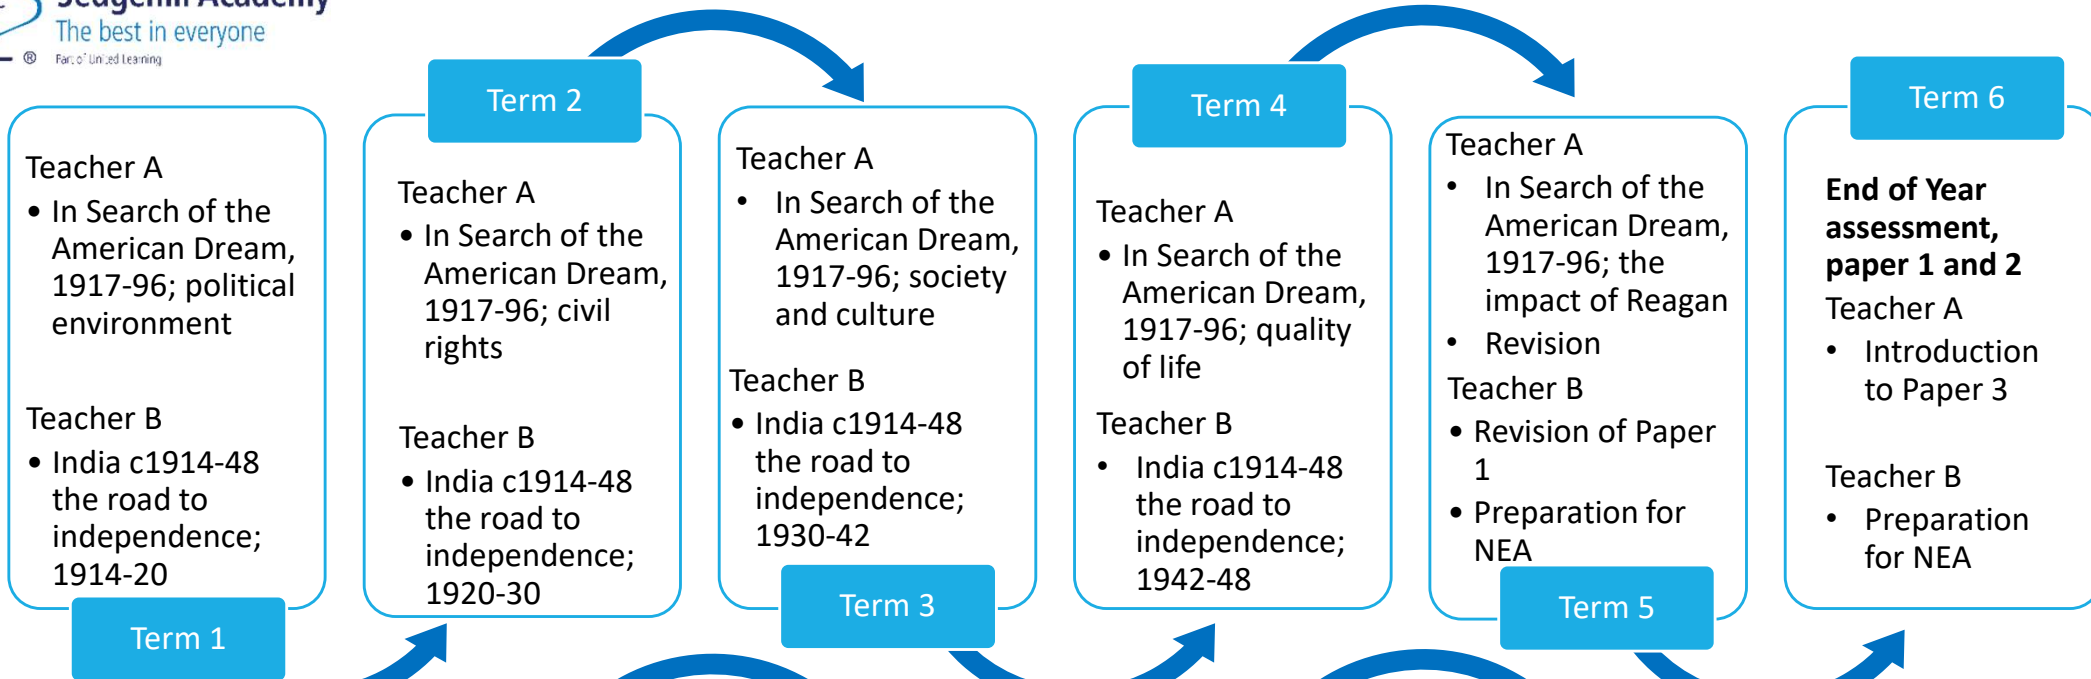 Sedgehill Academy
The best in everyone
®
Part of United Learning
Term 1
Teacher A
• In Search of the
American Dream,
1917-96; political
environment
Teacher B
• India c1914-48
the road to
independence;
1914-20
Term 2
Teacher A
• In Search of the
American Dream,
1917-96; civil
rights
Teacher B
• India c1914-48
the road to
independence;
1920-30
Term 3
Teacher A
• In Search of the
American Dream,
1917-96; society
and culture
Teacher B
• India c1914-48
the road to
independence;
1930-42
Term 4
Teacher A
• In Search of the
American Dream,
1917-96; quality
of life
Teacher B
• India c1914-48
the road to
independence;
1942-48
Term 5
Teacher A
• In Search of the
American Dream,
1917-96; the
impact of Reagan
• Revision
Teacher B
• Revision of Paper
1
• Preparation for
NEA
Term 6
End of Year
assessment,
paper 1 and 2
Teacher A
• Introduction
to Paper 3
Teacher B
• Preparation
for NEA